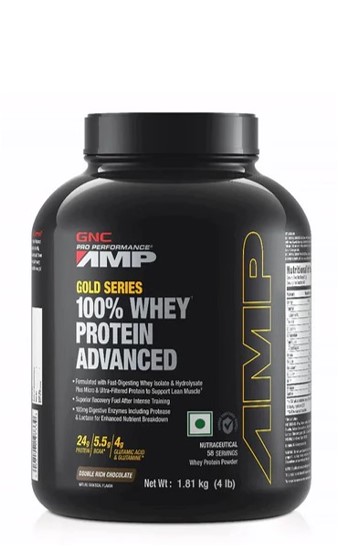 GNC
PRO PERFORMANCE®
AMP
GOLD SERIES
100% WHEY
PROTEIN
ADVANCED
• Formulated with Fast-Digesting Whey Isolate & Hydrolysate
Plus Micro & Ultra-Filtered Protein to Support Lean Muscle
• Superior Recovery Fuel After Intense Training
• 100mg Digestive Enzymes Including Protease
& Lactase for Enhanced Nutrient Breakdown
24g 5.5g 4g
PROTEIN BCAA GLUTAMIC ACID
& GLUTAMINE
NUTRACEUTICAL
58 SERVINGS
Whey Protein Powder
DOUBLE RICH CHOCOLATE
Net Wt: 1.81 kg (4 lb)
AMP
Nutritional